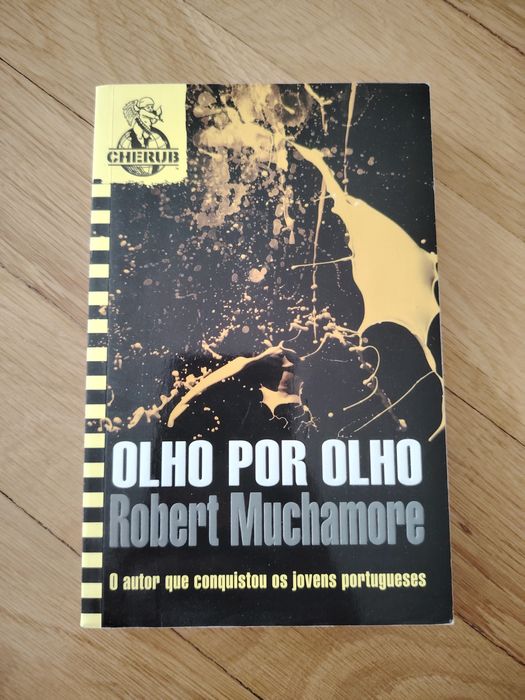 CHERUB
OLHO POR OLHO
Robert Muchamore
O autor que conquistou os jovens portugueses